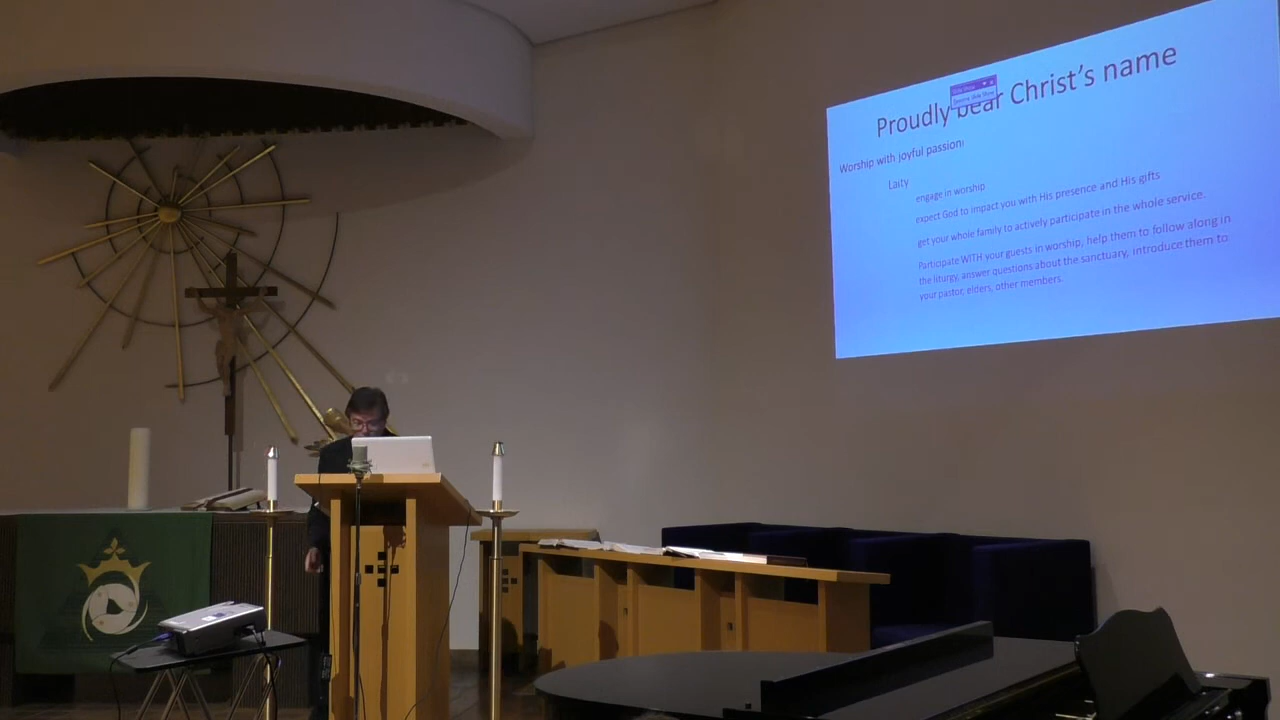 Proudly bear Christ's name
Worship with joyful passion!
Laity
engage in worship
expect God to impact you with His presence and His gifts
get your whole family to actively participate in the whole service.
Participate WITH your guests in worship, help them to follow along in
the liturgy, answer questions about the sanctuary, introduce them to
your pastor, elders, other members.